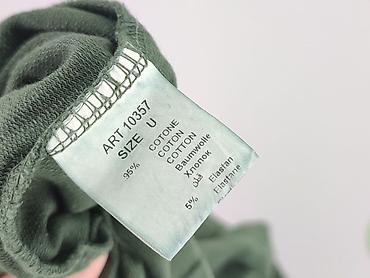 ART 10357
SIZE U
95% COTONE
COTON
COTTON
Baumwolle
Хлопок
قطن
5% Elastan
Elastane